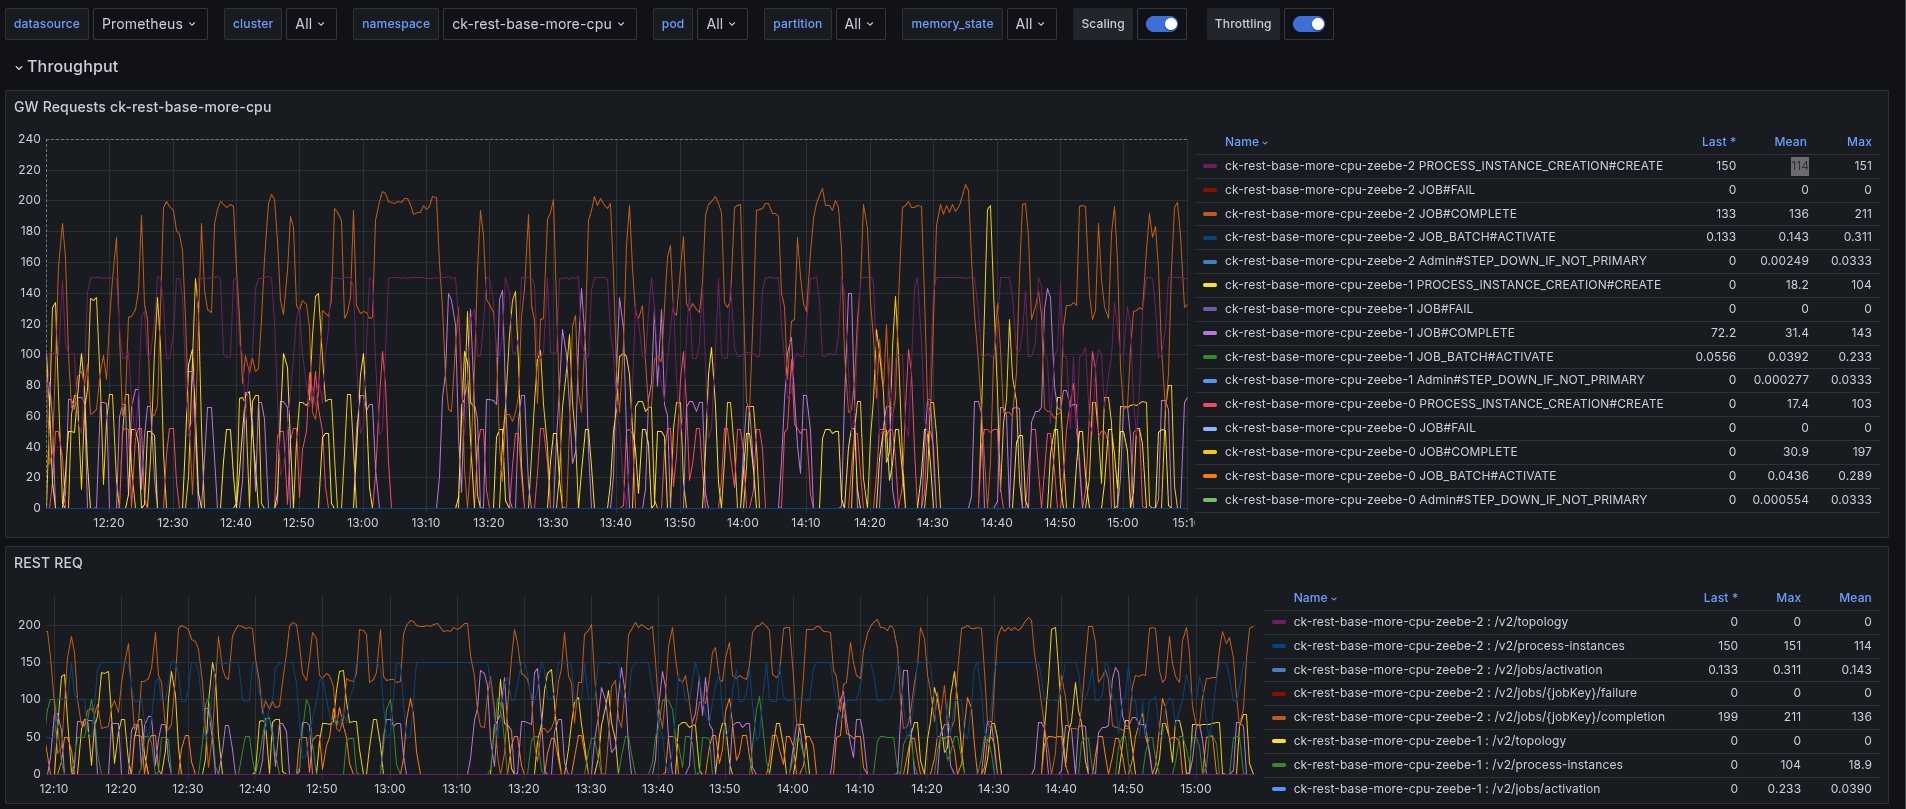 datasource Prometheus cluster All namespace ck-rest-base-more-cpu pod All partition All memory_state All Scaling Throttling
Throughput
GW Requests ck-rest-base-more-cpu
240
220
200
180
160
140
120
100
80
60
40
20
0
12:20 12:30 12:40 12:50 13:00 13:10 13:20 13:30 13:40 13:50 14:00 14:10 14:20 14:30 14:40 14:50 15:00 15:10
Name Last * Mean Max
ck-rest-base-more-cpu-zeebe-2 PROCESS_INSTANCE_CREATION#CREATE 150 114 151
ck-rest-base-more-cpu-zeebe-2 JOB#FAIL 0 0 0
ck-rest-base-more-cpu-zeebe-2 JOB#COMPLETE 133 136 211
ck-rest-base-more-cpu-zeebe-2 JOB_BATCH#ACTIVATE 0.133 0.143 0.311
ck-rest-base-more-cpu-zeebe-2 Admin#STEP_DOWN_IF_NOT_PRIMARY 0 0.00249 0.0333
ck-rest-base-more-cpu-zeebe-1 PROCESS_INSTANCE_CREATION#CREATE 0 18.2 104
ck-rest-base-more-cpu-zeebe-1 JOB#FAIL 0 0 0
ck-rest-base-more-cpu-zeebe-1 JOB#COMPLETE 72.2 31.4 143
ck-rest-base-more-cpu-zeebe-1 JOB_BATCH#ACTIVATE 0.0556 0.0392 0.233
ck-rest-base-more-cpu-zeebe-1 Admin#STEP_DOWN_IF_NOT_PRIMARY 0 0.000277 0.0333
ck-rest-base-more-cpu-zeebe-0 PROCESS_INSTANCE_CREATION#CREATE 0 17.4 103
ck-rest-base-more-cpu-zeebe-0 JOB#FAIL 0 0 0
ck-rest-base-more-cpu-zeebe-0 JOB#COMPLETE 0 30.9 197
ck-rest-base-more-cpu-zeebe-0 JOB_BATCH#ACTIVATE 0 0.0436 0.289
ck-rest-base-more-cpu-zeebe-0 Admin#STEP_DOWN_IF_NOT_PRIMARY 0 0.000554 0.0333
REST REQ
200
150
100
50
0
12:10 12:20 12:30 12:40 12:50 13:00 13:10 13:20 13:30 13:40 13:50 14:00 14:10 14:20 14:30 14:40 14:50 15:00
Name Last * Max Mean
ck-rest-base-more-cpu-zeebe-2 : /v2/topology 0 0 0
ck-rest-base-more-cpu-zeebe-2 : /v2/process-instances 150 151 114
ck-rest-base-more-cpu-zeebe-2 : /v2/jobs/activation 0.133 0.311 0.143
ck-rest-base-more-cpu-zeebe-2 : /v2/jobs/{jobKey}/failure 0 0 0
ck-rest-base-more-cpu-zeebe-2 : /v2/jobs/{jobKey}/completion 199 211 136
ck-rest-base-more-cpu-zeebe-1 : /v2/topology 0 0 0
ck-rest-base-more-cpu-zeebe-1 : /v2/process-instances 0 104 18.9
ck-rest-base-more-cpu-zeebe-1 : /v2/jobs/activation 0 0.233 0.0390